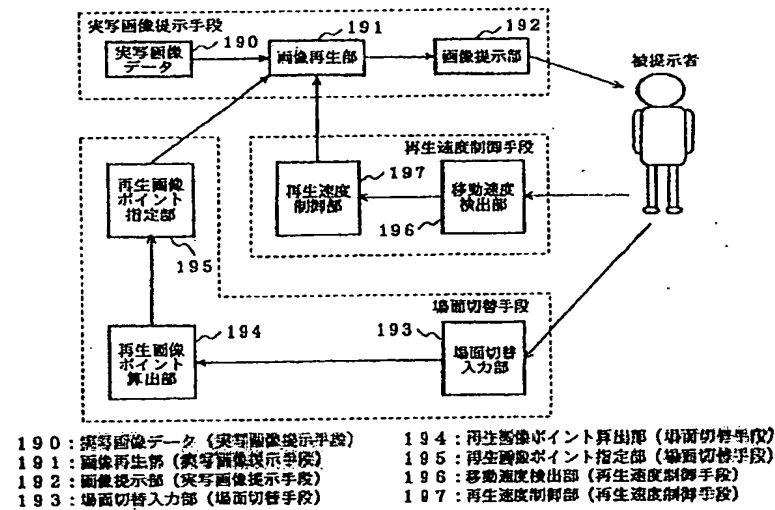 実写画像提示手段
実写画像
データ
190
191
画像再生部
192
画像提示部
被提示者
再生速度制御手段
再生画像
ポイント
指定部
195
再生速度
制御部
197
移動速度
検出部
196
場面切替手段
再生画像
ポイント
算出部
194
193
場面切替
入力部
190:実写画像データ(実写画像提示手段)
191:画像再生部(実写画像提示手段)
192:画像提示部(実写画像提示手段)
193:場面切替入力部(場面切替手段)
194:再生画像ポイント算出部(場面切替手段)
195:再生画像ポイント指定部(場面切替手段)
196:移動速度検出部(再生速度制御手段)
197:再生速度制御部(再生速度制御手段)